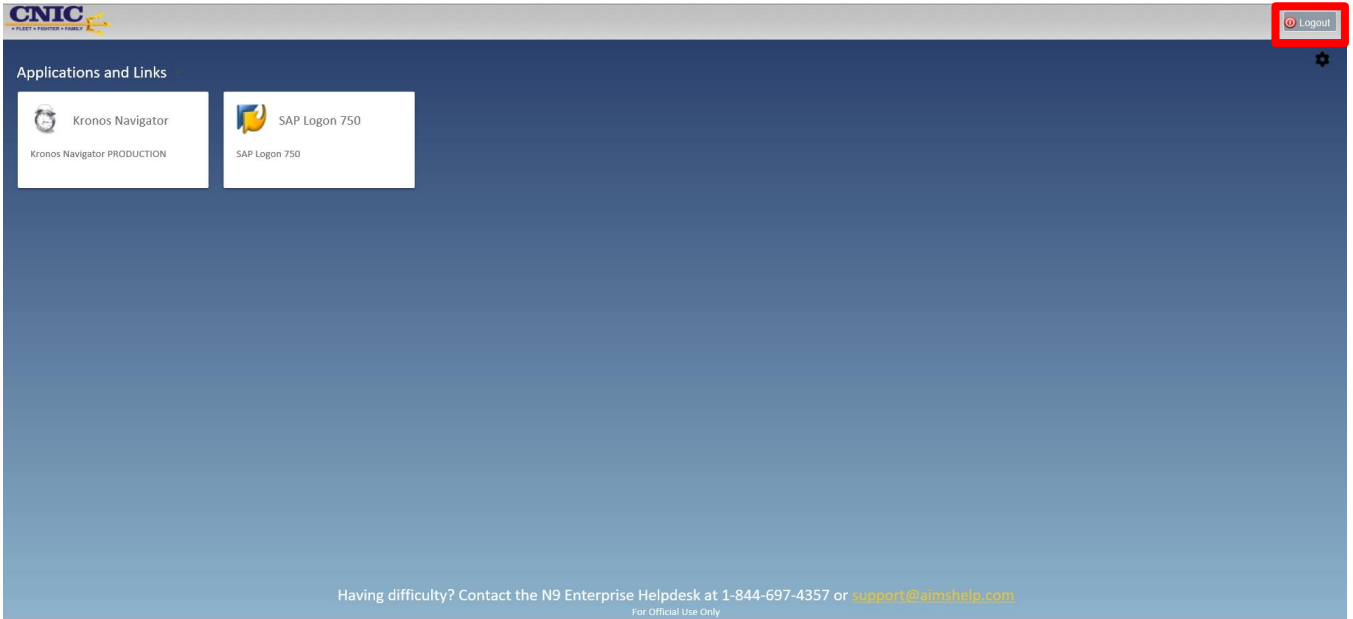 CNIC
• FLEET • FIGHTER • FAMILY
Logout
Applications and Links
Kronos Navigator
Kronos Navigator PRODUCTION
SAP Logon 750
SAP Logon 750
Having difficulty? Contact the N9 Enterprise Helpdesk at 1-844-697-4357 or support@aimshelp.com
For Official Use Only